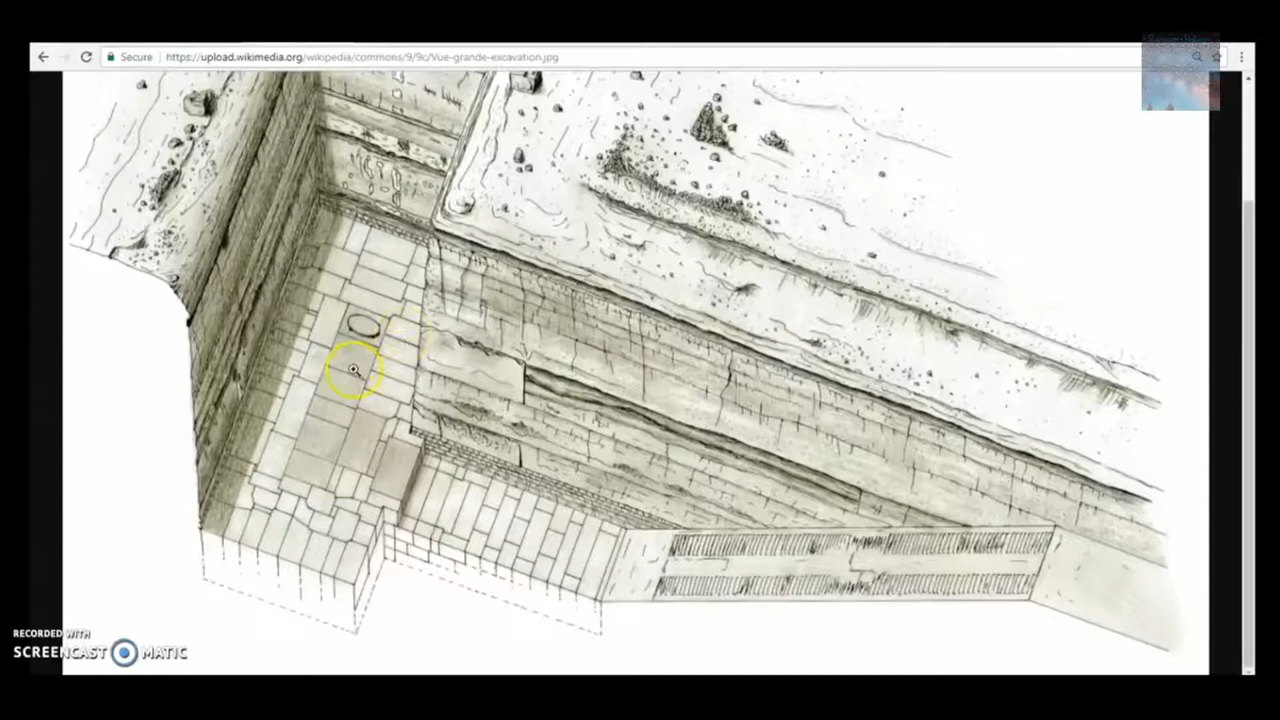 Secure https://upload.wikimedia.org/wikipedia/commons/9/9c/Vue-grande-excavation.jpg
RECORDED WITH
SCREENCAST MATIC